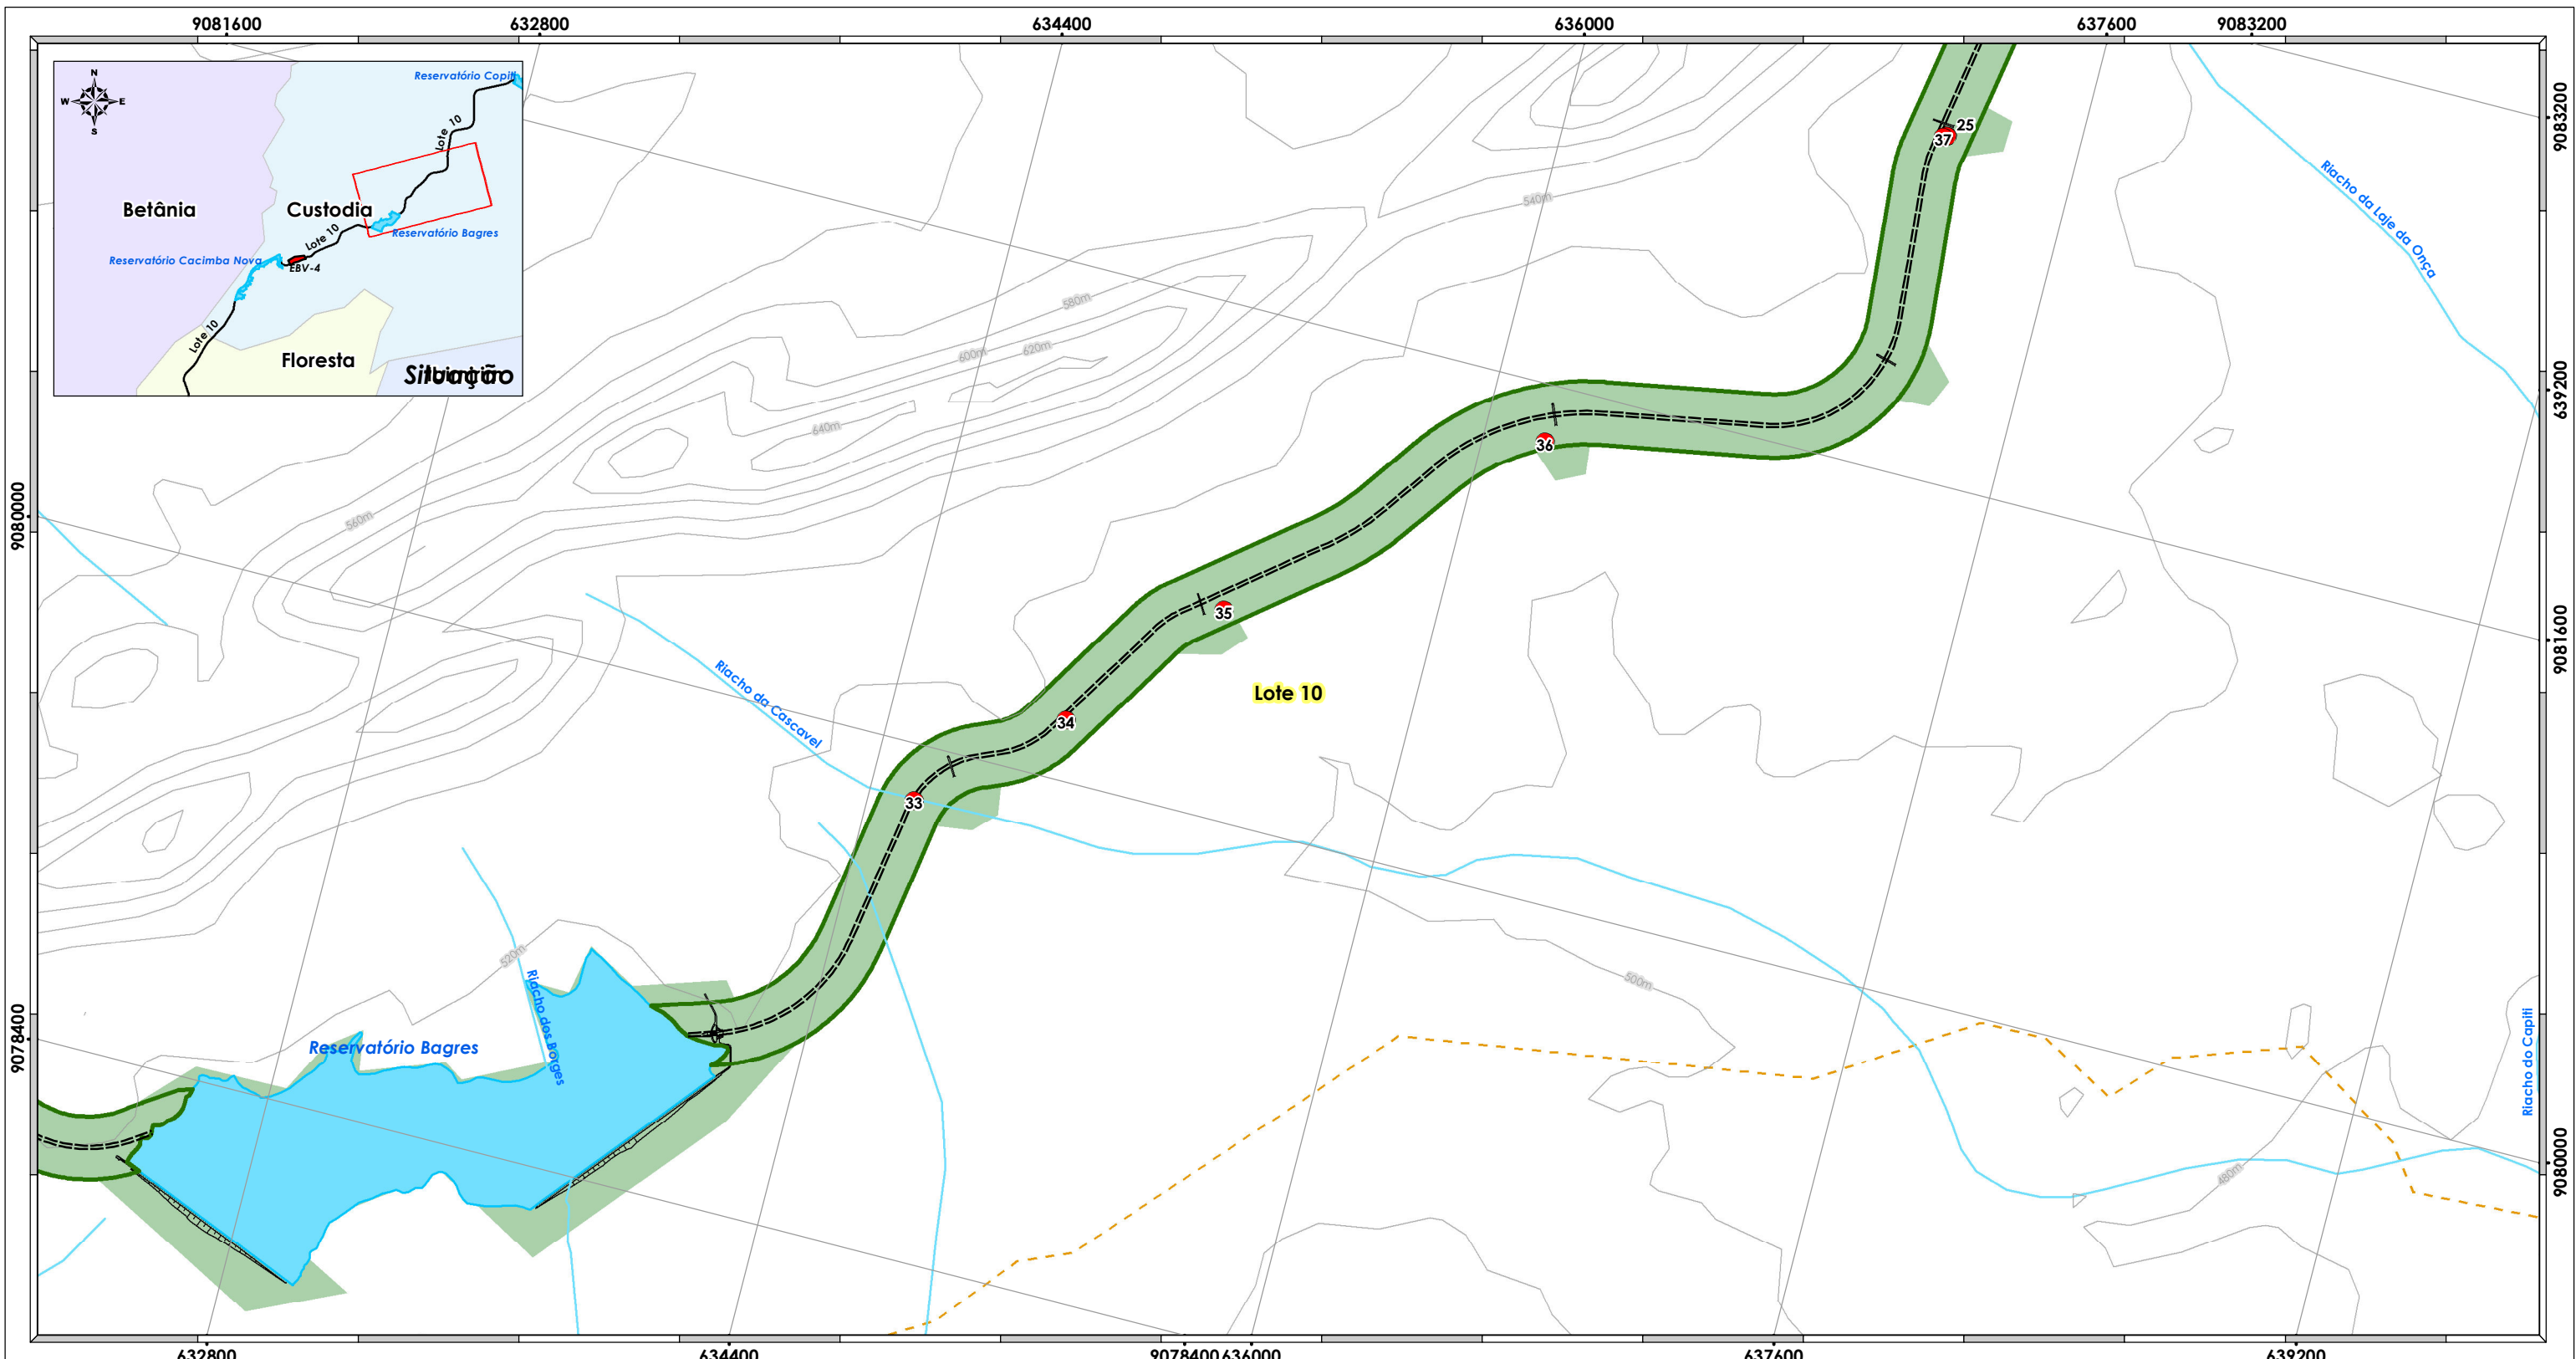 9081600
632800
634400
636000
637600
9083200
N
W
E
S
Reservatório Copiti
Lote 10
Betânia
Custodia
Lote 10
Reservatório Bagres
Reservatório Cacimba Nova
EBV-4
Lote 10
Floresta
Situação
9083200
25
37
Riacho da Laje da Onça
540m
580m
600m
620m
640m
639200
36
560m
9080000
35
9081600
Riacho da Cascavel
Lote 10
34
33
520m
500m
Riacho dos Borges
Reservatório Bagres
9078400
Riacho do Capiti
480m
9080000
632800
634400
9078400
636000
637600
639200